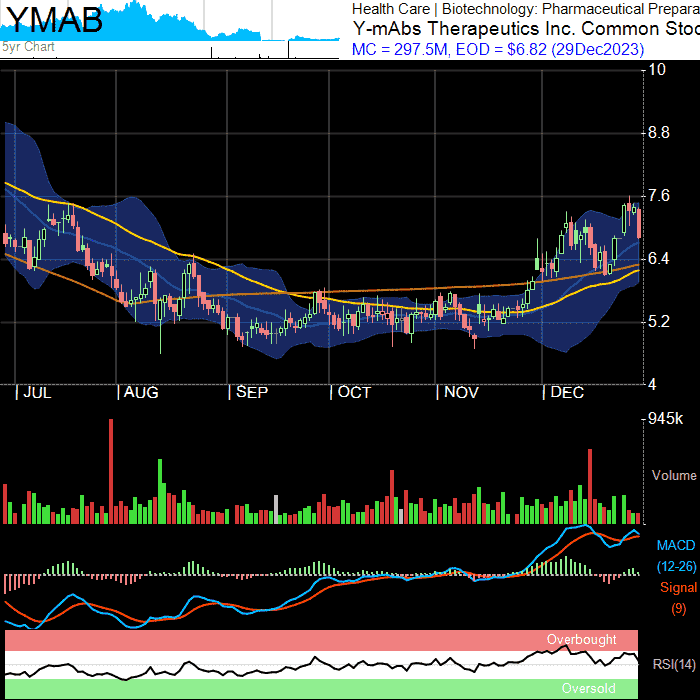 YMAB
5yr Chart
Health Care | Biotechnology: Pharmaceutical Prepara
Y-mAbs Therapeutics Inc. Common Stoc
MC = 297.5M, EOD = $6.82 (29Dec2023)
10
8.8
7.6
6.4
5.2
4
JUL AUG SEP OCT NOV DEC
945k
Volume
MACD
(12-26)
Signal
(9)
Overbought
RSI(14)
Oversold